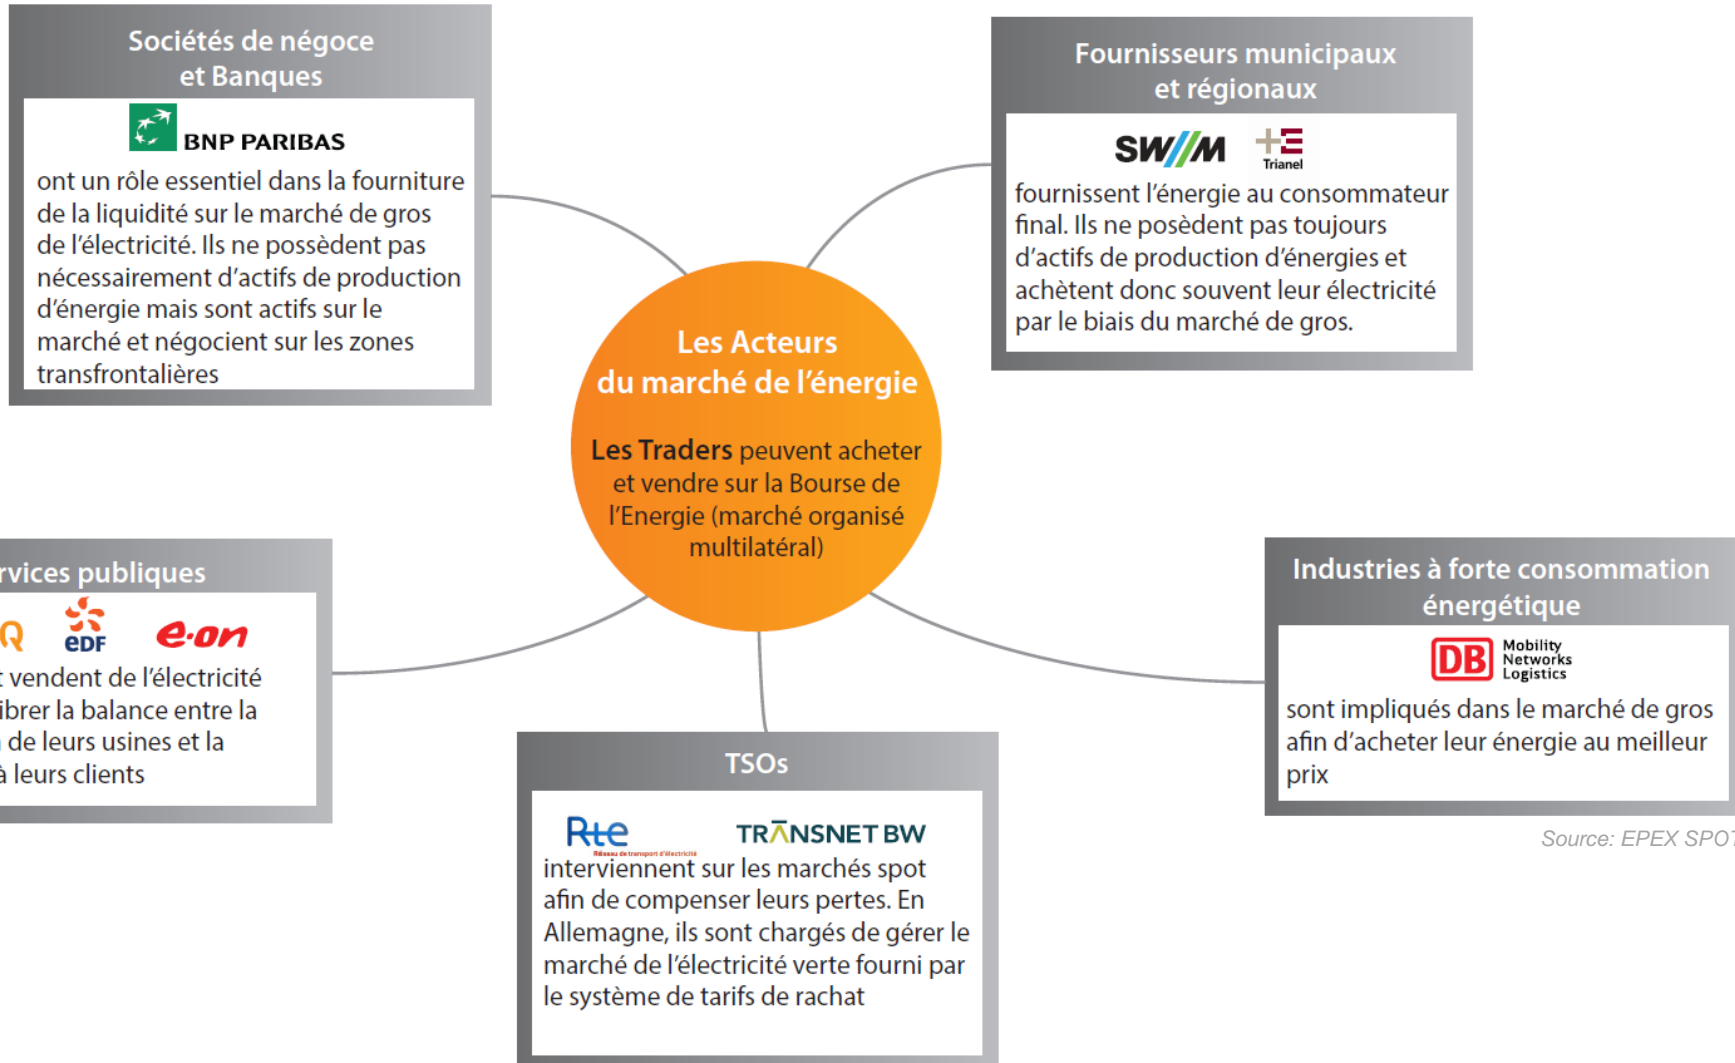 Sociétés de négoce
et Banques
BNP PARIBAS
ont un rôle essentiel dans la fourniture
de la liquidité sur le marché de gros
de l’électricité. Ils ne possèdent pas
nécessairement d’actifs de production
d’énergie mais sont actifs sur le
marché et négocient sur les zones
transfrontalières
Fournisseurs municipaux
et régionaux
SW//M
Trianel
fournissent l’énergie au consommateur
final. Ils ne posèdent pas toujours
d’actifs de production d’énergies et
achètent donc souvent leur électricité
par le biais du marché de gros.
Les Acteurs
du marché de l’énergie
Les Traders peuvent acheter
et vendre sur la Bourse de
l’Energie (marché organisé
multilatéral)
publiques
eDF
e·on
vendent de l’électricité
la balance entre la
de leurs usines et la
à leurs clients
TSOs
Rte
Réseau de transport d'électricité
TRANSNET BW
interviennent sur les marchés spot
afin de compenser leurs pertes. En
Allemagne, ils sont chargés de gérer le
marché de l’électricité verte fourni par
le système de tarifs de rachat
Industries à forte consommation
énergétique
DB
Mobility
Networks
Logistics
sont impliqués dans le marché de gros
afin d’acheter leur énergie au meilleur
prix
Source: EPEX SPOT